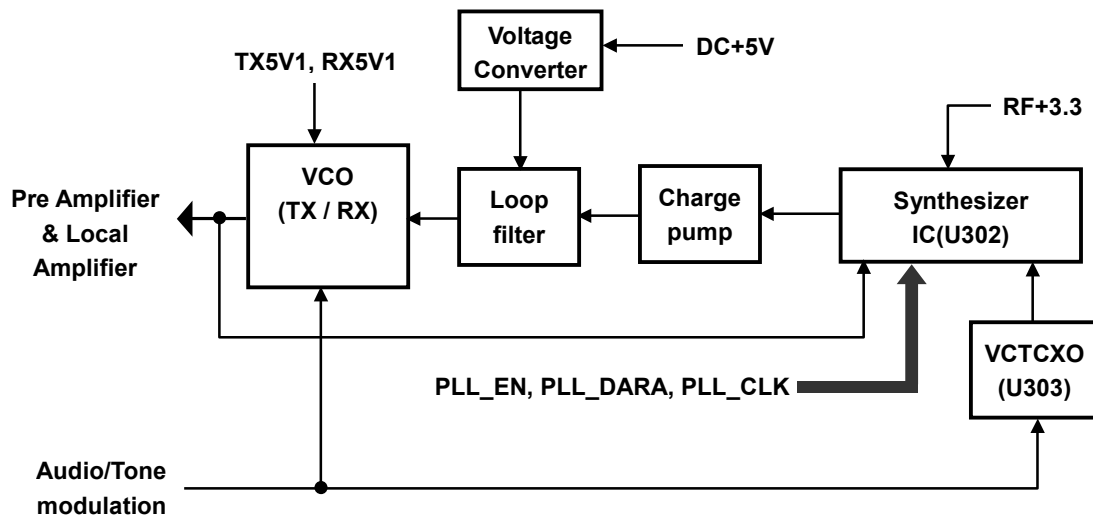 Voltage
Converter
DC+5V
TX5V1, RX5V1
RF+3.3
VCO
(TX / RX)
Loop
filter
Charge
pump
Synthesizer
IC(U302)
Pre Amplifier
& Local
Amplifier
VCTCXO
(U303)
PLL_EN, PLL_DARA, PLL_CLK
Audio/Tone
modulation